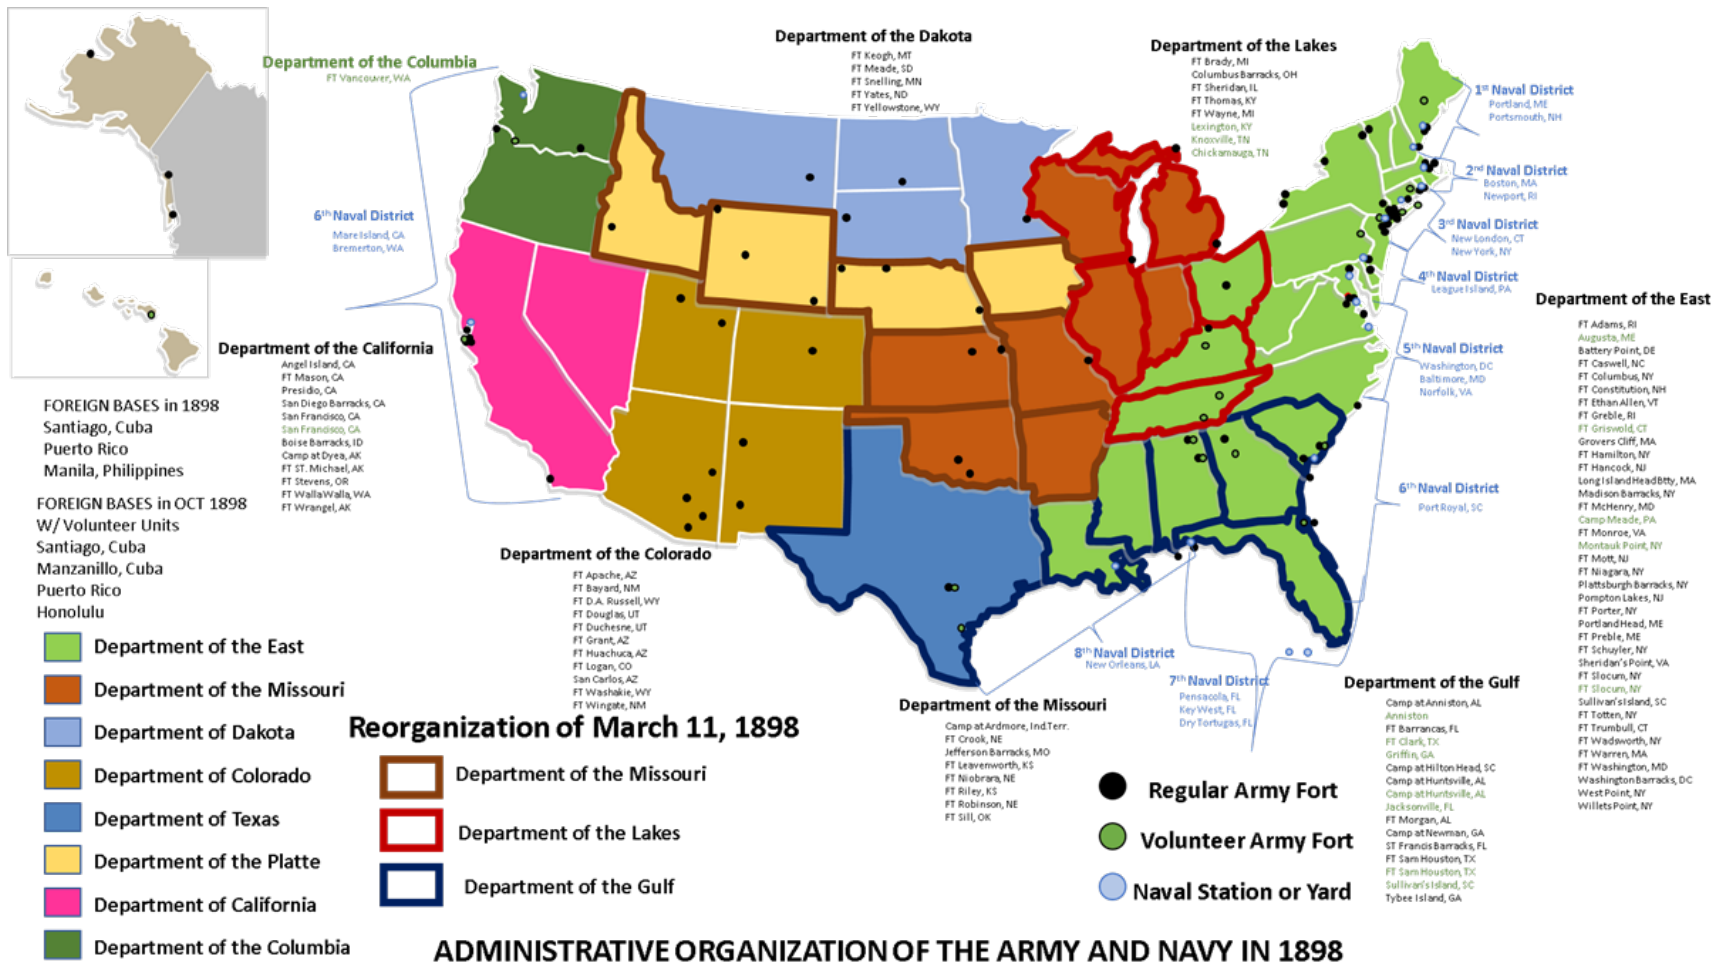 Department of the Columbia
FT Vancouver, WA
Department of the Dakota
FT Keogh, MT
FT Meade, SD
FT Snelling, MN
FT Yates, ND
FT Yellowstone, WY
Department of the Lakes
FT Brady, MI
Columbus Barracks, OH
FT Sheridan, IL
FT Thomas, KY
FT Wayne, MI
Lexington, KY
Knoxville, TN
Chickamauga, TN
1st Naval District
Portland, ME
Portsmouth, NH
2nd Naval District
Boston, MA
Newport, RI
3rd Naval District
New London, CT
New York, NY
4th Naval District
League Island, PA
5th Naval District
Washington, DC
Baltimore, MD
Norfolk, VA
6th Naval District
Port Royal, SC
6th Naval District
Mare Island, CA
Bremerton, WA
Department of the California
Angel Island, CA
FT Mason, CA
Presidio, CA
San Diego Barracks, CA
San Francisco, CA
San Francisco, CA
Boise Barracks, ID
Camp at Dyea, AK
FT ST. Michael, AK
FT Stevens, OR
FT Walla Walla, WA
FT Wrangel, AK
FOREIGN BASES in 1898
Santiago, Cuba
Puerto Rico
Manila, Philippines
FOREIGN BASES in OCT 1898
W/ Volunteer Units
Santiago, Cuba
Manzanillo, Cuba
Puerto Rico
Honolulu
Department of the East
Department of the Missouri
Department of Dakota
Department of Colorado
Department of Texas
Department of the Platte
Department of California
Department of the Columbia
Department of the Colorado
FT Apache, AZ
FT Bayard, NM
FT D.A. Russell, WY
FT Douglas, UT
FT Duchesne, UT
FT Grant, AZ
FT Huachuca, AZ
FT Logan, CO
San Carlos, AZ
FT Washakie, WY
FT Wingate, NM
Reorganization of March 11, 1898
Department of the Missouri
Department of the Lakes
Department of the Gulf
8th Naval District
New Orleans, LA
7th Naval District
Pensacola, FL
Key West, FL
Dry Tortugas, FL
Department of the Missouri
Camp at Ardmore, Ind.Terr.
FT Crook, NE
Jefferson Barracks, MO
FT Leavenworth, KS
FT Niobrara, NE
FT Riley, KS
FT Robinson, NE
FT Sill, OK
Regular Army Fort
Volunteer Army Fort
Naval Station or Yard
Department of the Gulf
Camp at Anniston, AL
Anniston
FT Barrancas, FL
FT Clark, TX
Griffin, GA
Camp at Hilton Head, SC
Camp at Huntsville, AL
Camp at Huntsville, AL
Jacksonville, FL
FT Morgan, AL
Camp at Newman, GA
ST Francis Barracks, FL
FT Sam Houston, TX
FT Sam Houston, TX
Sullivan's Island, SC
Tybee Island, GA
Department of the East
FT Adams, RI
Augusta, ME
Battery Point, DE
FT Caswell, NC
FT Columbus, NY
FT Constitution, NH
FT Ethan Allen, VT
FT Greble, RI
FT Griswold, CT
Grovers Cliff, MA
FT Hamilton, NY
FT Hancock, NJ
Long Island Head Btty, MA
Madison Barracks, NY
FT McHenry, MD
Camp Meade, PA
FT Monroe, VA
Montauk Point, NY
FT Mott, NJ
FT Niagara, NY
Plattsburgh Barracks, NY
Pompton Lakes, NJ
FT Porter, NY
Portland Head, ME
FT Preble, ME
FT Schuyler, NY
Sheridan's Point, VA
FT Slocum, NY
FT Slocum, NY
Sullivan's Island, SC
FT Totten, NY
FT Trumbull, CT
FT Wadsworth, NY
FT Warren, MA
FT Washington, MD
Washington Barracks, DC
West Point, NY
Willets Point, NY
ADMINISTRATIVE ORGANIZATION OF THE ARMY AND NAVY IN 1898